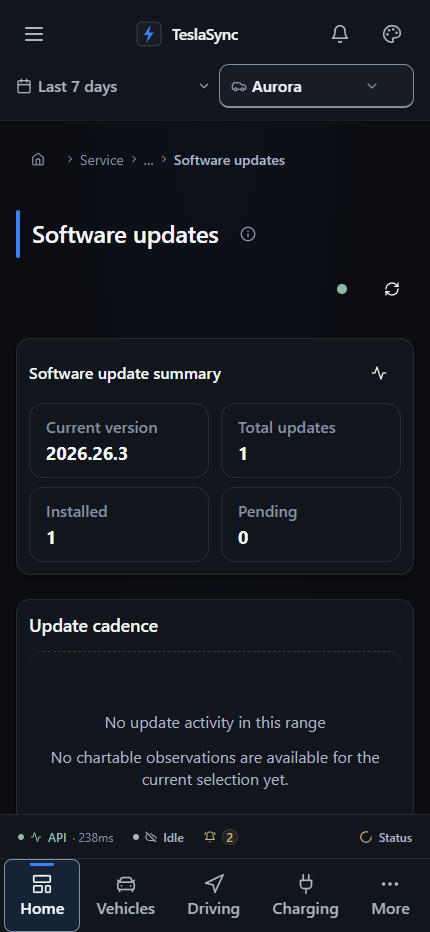 TeslaSync
Last 7 days
Aurora
Service
...
Software updates
Software updates
Software update summary
Current version
2026.26.3
Total updates
1
Installed
1
Pending
0
Update cadence
No update activity in this range
No chartable observations are available for the
current selection yet.
API · 238ms
Idle
2
Status
Home
Vehicles
Driving
Charging
More